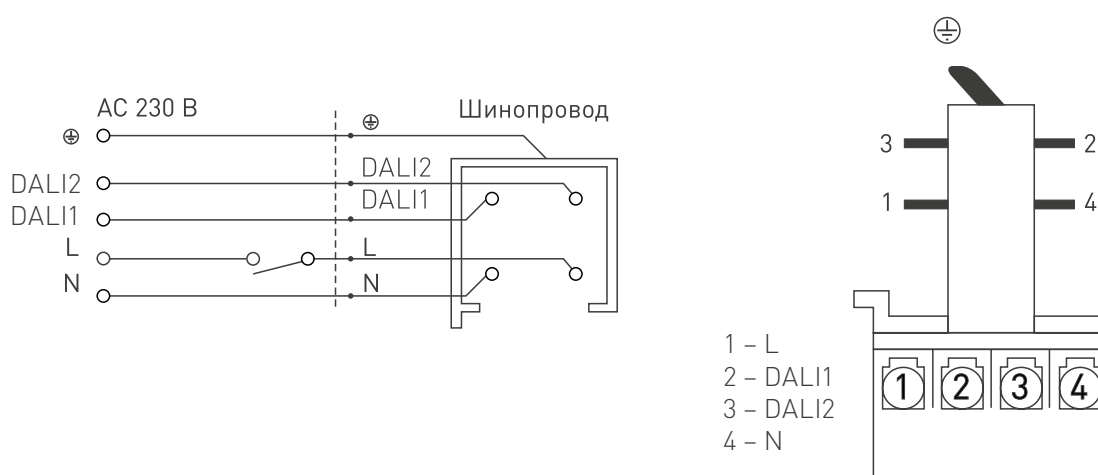 АС 230 В
Шинопровод
DALI2
DALI1
L
N
DALI2
DALI1
L
N
3
2
1
4
1 – L
2 – DALI1
3 – DALI2
4 – N
1 2 3 4